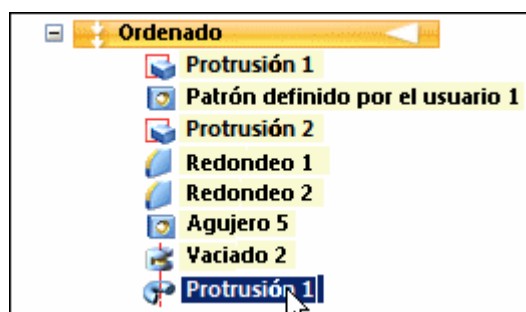 Ordenado
Protrusión 1
Patrón definido por el usuario 1
Protrusión 2
Redondeo 1
Redondeo 2
Agujero 5
Vaciado 2
Protrusión 1